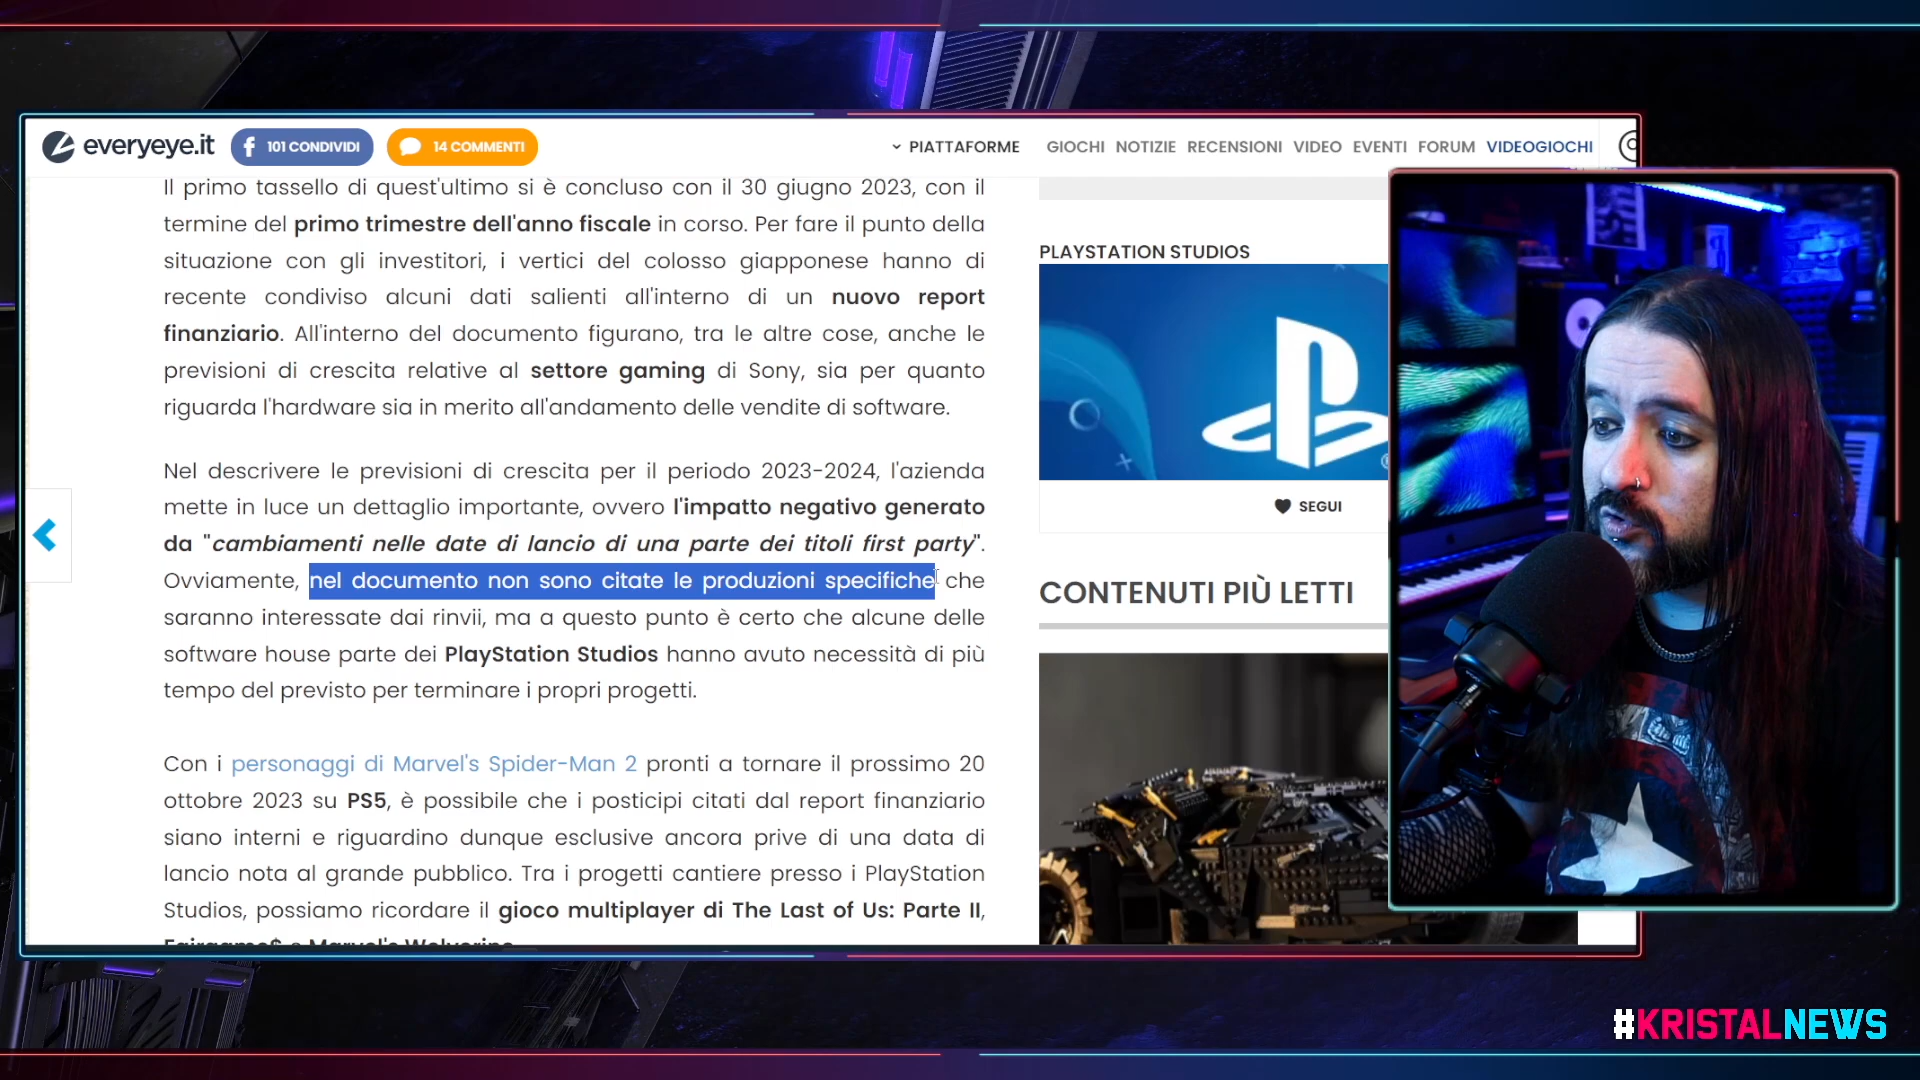 everyeye.it
101 CONDIVIDI
14 COMMENTI
PIATTAFORME
GIOCHI NOTIZIE RECENSIONI VIDEO EVENTI FORUM VIDEOGIOCHI
Il primo tassello di quest'ultimo si è concluso con il 30 giugno 2023, con il
termine del primo trimestre dell'anno fiscale in corso. Per fare il punto della
situazione con gli investitori, i vertici del colosso giapponese hanno di
recente condiviso alcuni dati salienti all'interno di un nuovo report
finanziario. All'interno del documento figurano, tra le altre cose, anche le
previsioni di crescita relative al settore gaming di Sony, sia per quanto
riguarda l'hardware sia in merito all'andamento delle vendite di software.
Nel descrivere le previsioni di crescita per il periodo 2023-2024, l'azienda
mette in luce un dettaglio importante, ovvero l'impatto negativo generato
da "cambiamenti nelle date di lancio di una parte dei titoli first party".
Ovviamente, nel documento non sono citate le produzioni specifiche che
saranno interessate dai rinvii, ma a questo punto è certo che alcune delle
software house parte dei PlayStation Studios hanno avuto necessità di più
tempo del previsto per terminare i propri progetti.
Con i personaggi di Marvel's Spider-Man 2 pronti a tornare il prossimo 20
ottobre 2023 su PS5, è possibile che i posticipi citati dal report finanziario
siano interni e riguardino dunque esclusive ancora prive di una data di
lancio nota al grande pubblico. Tra i progetti cantiere presso i PlayStation
Studios, possiamo ricordare il gioco multiplayer di The Last of Us: Parte II,
Fairgame$ e Marvel's Wolverine
PLAYSTATION STUDIOS
SEGUI
CONTENUTI PIÙ LETTI
#KRISTALNEWS